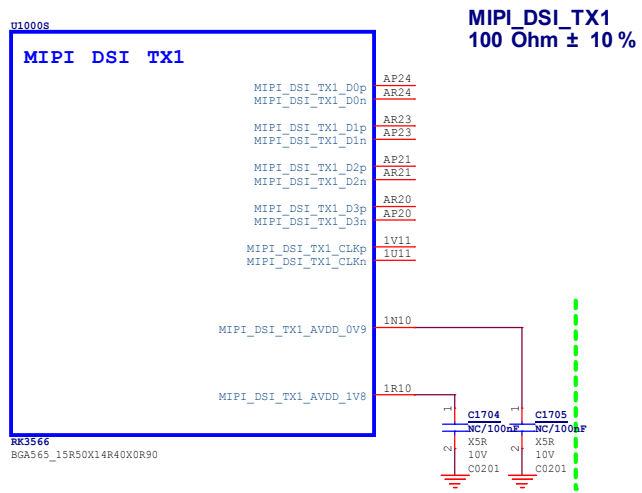 MIPI_DSI_TX1
100 Ohm ± 10 %
U1000S
MIPI DSI TX1
MIPI_DSI_TX1_D0p AP24
MIPI_DSI_TX1_D0n AR24
MIPI_DSI_TX1_D1p AR23
MIPI_DSI_TX1_D1n AP23
MIPI_DSI_TX1_D2p AP21
MIPI_DSI_TX1_D2n AR21
MIPI_DSI_TX1_D3p AR20
MIPI_DSI_TX1_D3n AP20
MIPI_DSI_TX1_CLKp 1V11
MIPI_DSI_TX1_CLKn 1U11
MIPI_DSI_TX1_AVDD_0V9 1N10
MIPI_DSI_TX1_AVDD_1V8 1R10
1 C1704 1 C1705
NC/100nF NC/100nF
2 X5R 2 X5R
10V 10V
C0201 C0201
RK3566
BGA565_15R50X14R40X0R90